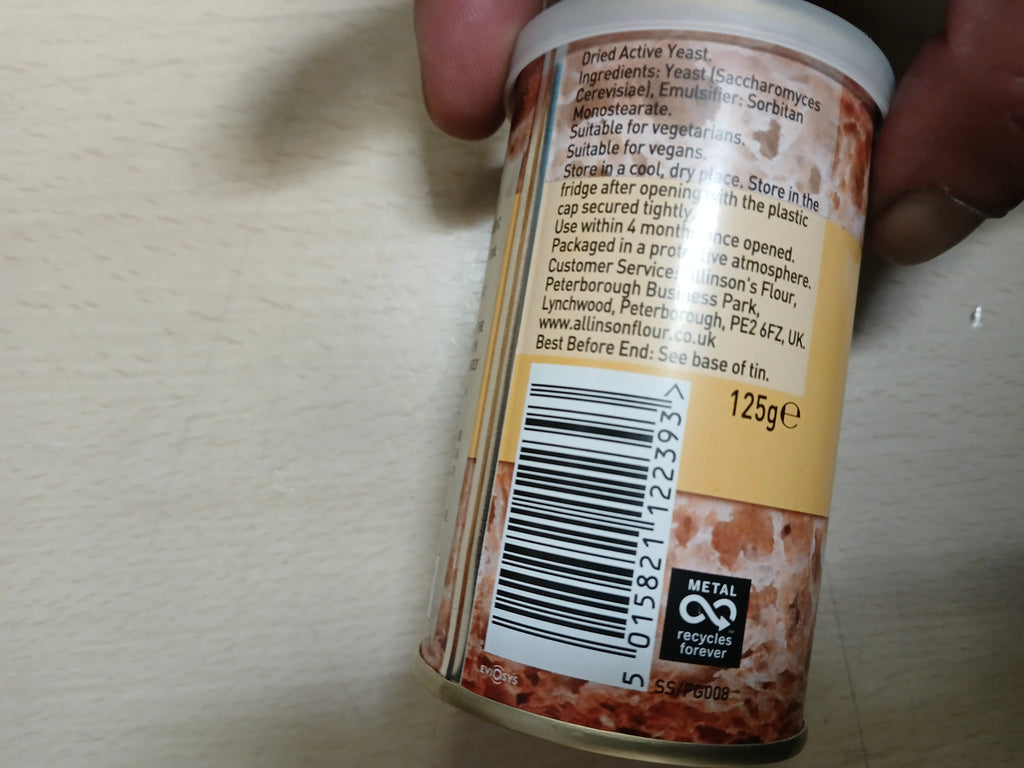 Dried Active Yeast.
Ingredients: Yeast (Saccharomyces
Cerevisiae), Emulsifier: Sorbitan
Monostearate.
Suitable for vegetarians.
Suitable for vegans.
Store in a cool, dry place. Store in the
fridge after opening with the plastic
cap secured tightly.
Use within 4 months once opened.
Packaged in a protective atmosphere.
Customer Service: Allinson's Flour,
Peterborough Business Park,
Lynchwood, Peterborough, PE2 6FZ, UK.
www.allinsonflour.co.uk
Best Before End: See base of tin.
125g℮
5 015821 122393 >
METAL
recycles
forever
EVIOSYS
SS/PG008